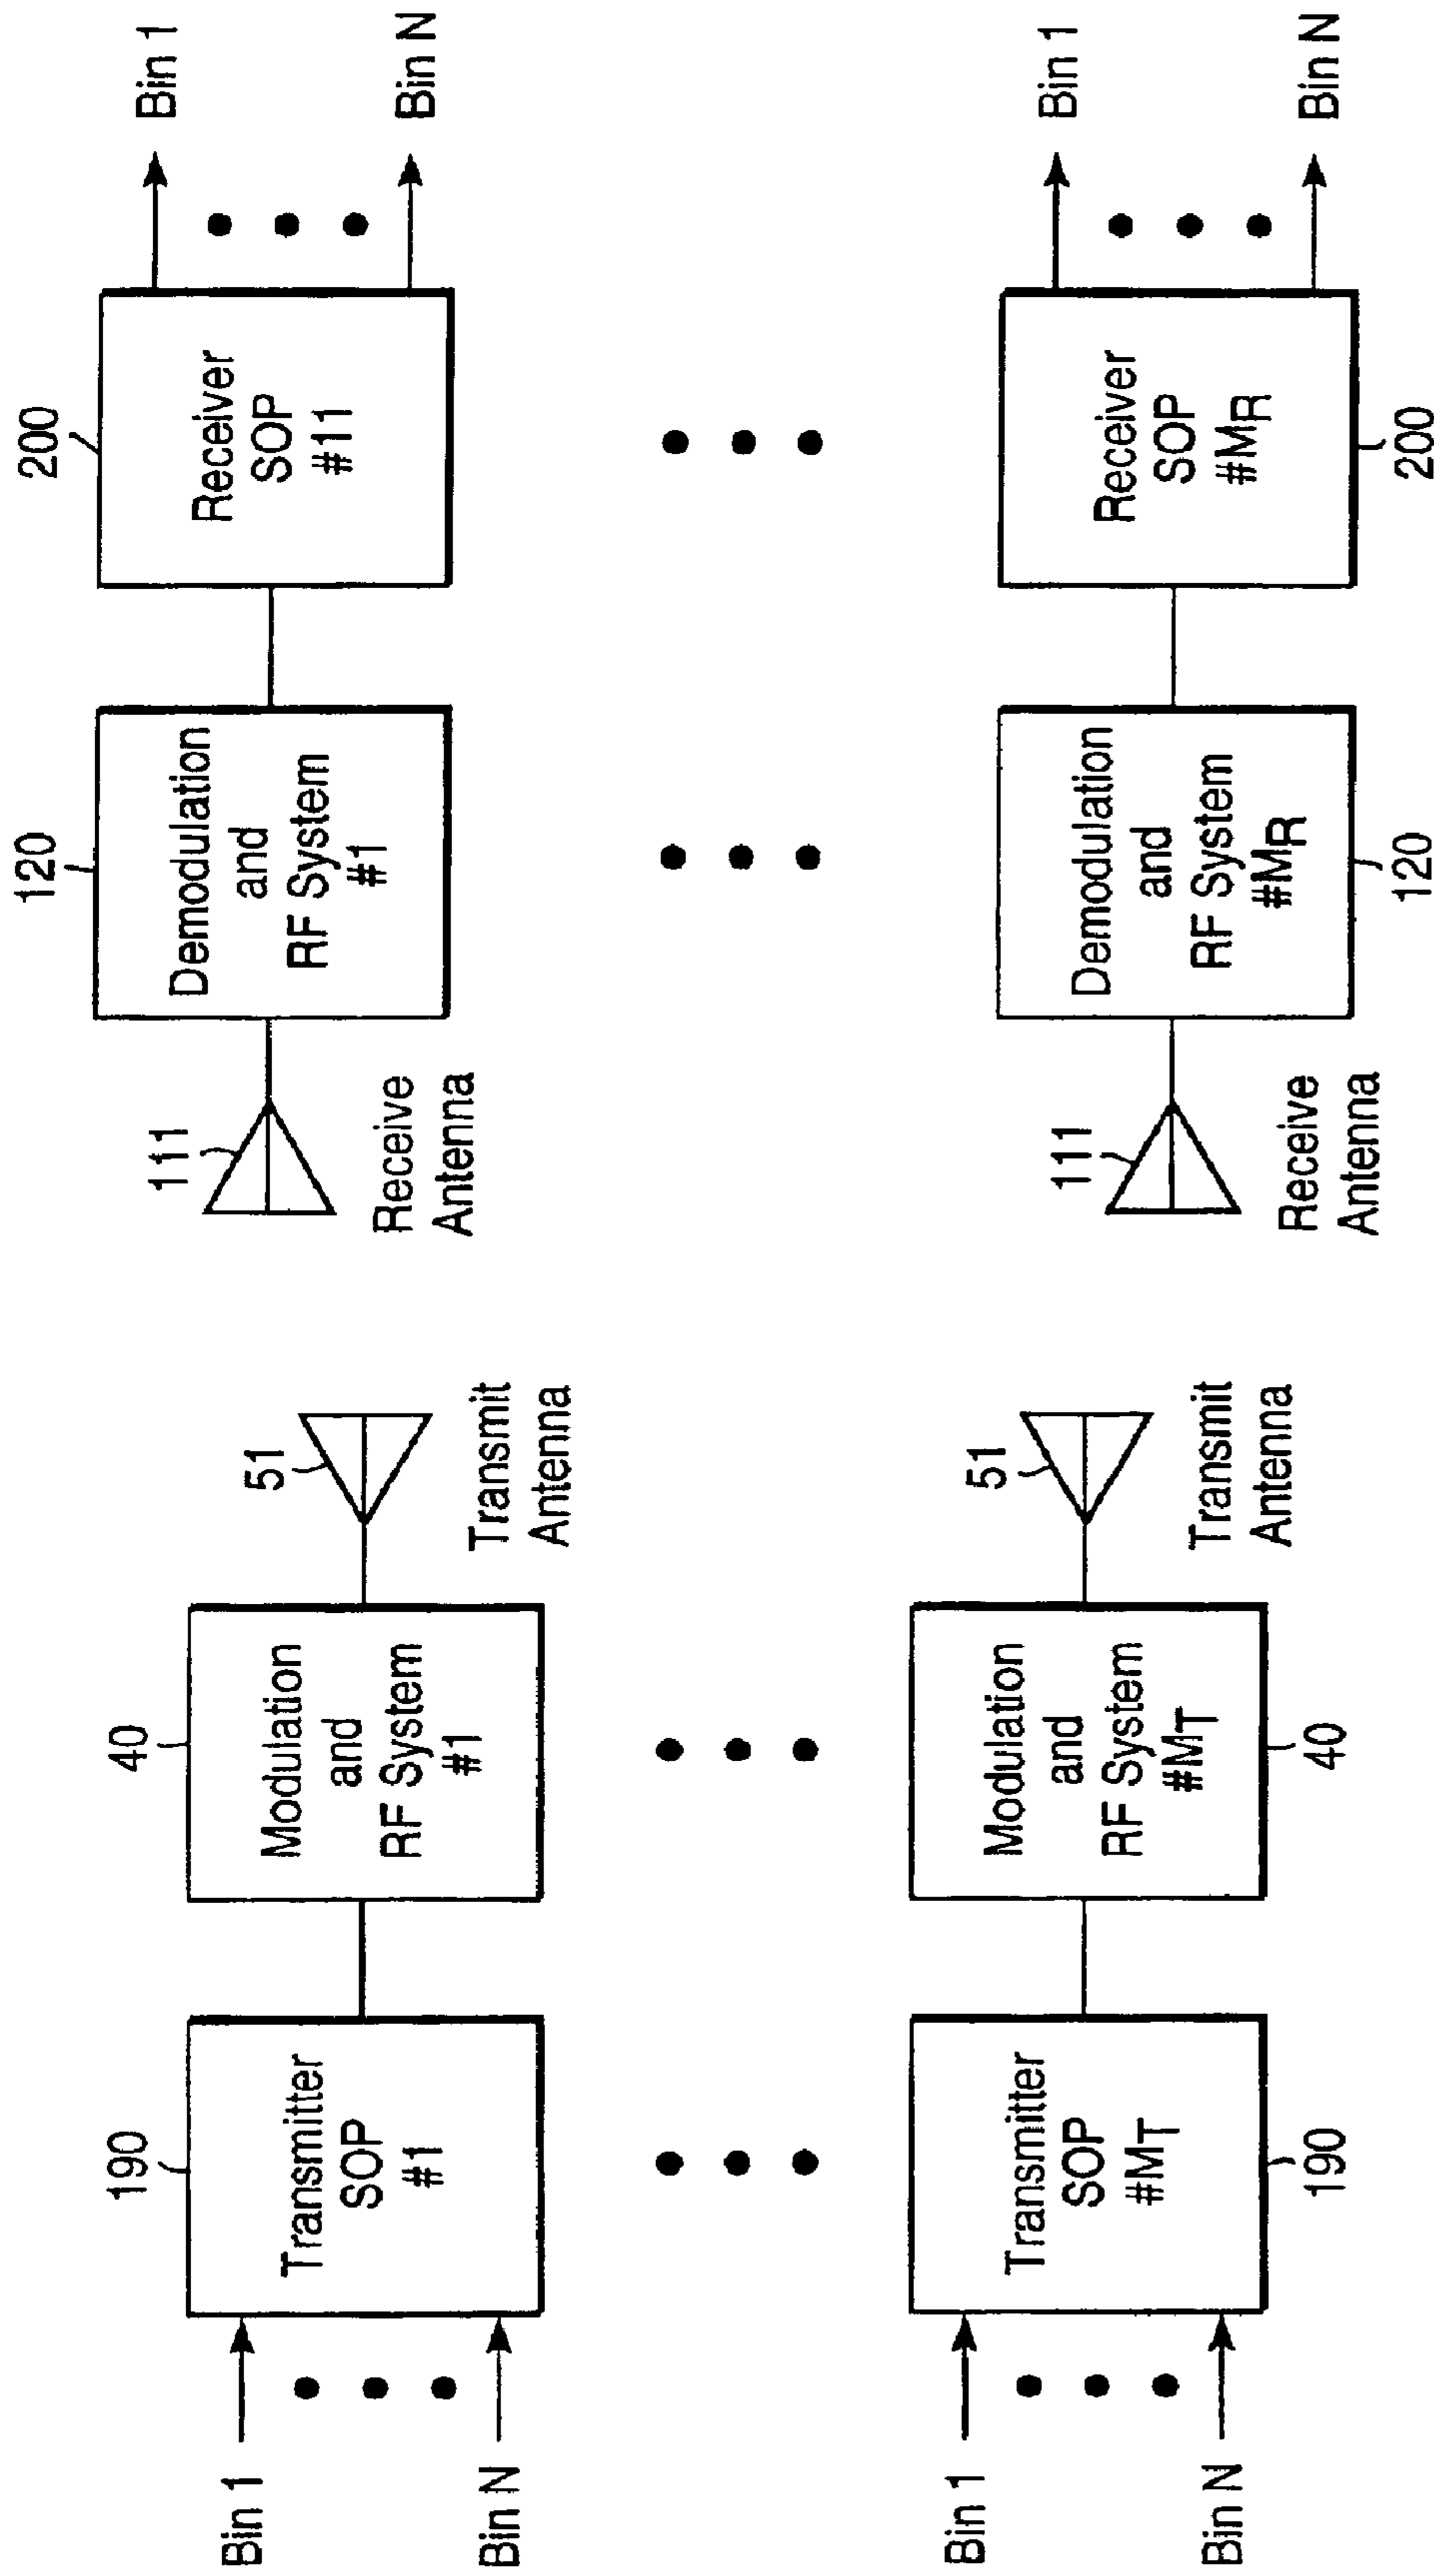 Bin 1
Bin N
190
Transmitter
SOP
#1
40
Modulation
and
RF System
#1
51
Transmit
Antenna
111
Receive
Antenna
120
Demodulation
and
RF System
#1
200
Receiver
SOP
#11
Bin 1
Bin N
Bin 1
Bin N
Transmitter
SOP
#MT
190
Modulation
and
RF System
#MT
40
51
Transmit
Antenna
111
Receive
Antenna
Demodulation
and
RF System
#MR
120
Receiver
SOP
#MR
200
Bin 1
Bin N